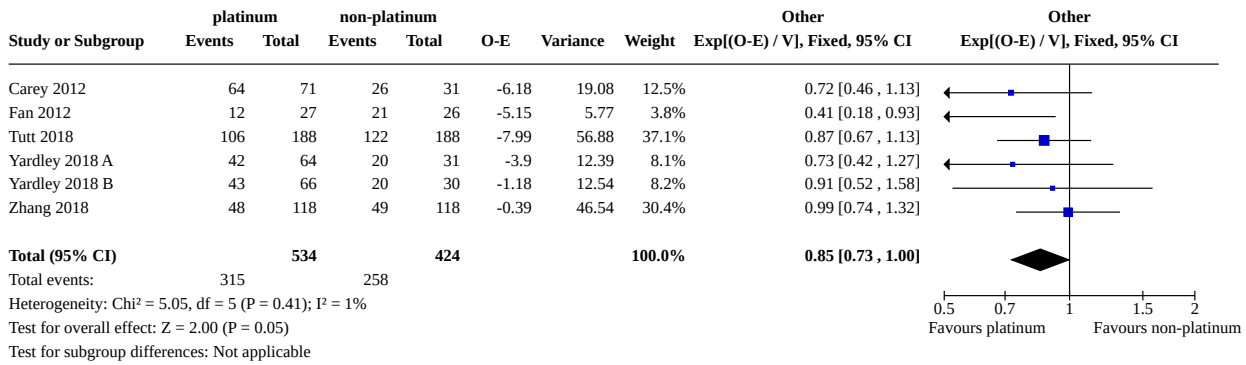 platinum non-platinum Other Other
Study or Subgroup Events Total Events Total O-E Variance Weight Exp[(O-E) / V], Fixed, 95% CI Exp[(O-E) / V], Fixed, 95% CI
Carey 2012 64 71 26 31 -6.18 19.08 12.5% 0.72 [0.46 , 1.13]
Fan 2012 12 27 21 26 -5.15 5.77 3.8% 0.41 [0.18 , 0.93]
Tutt 2018 106 188 122 188 -7.99 56.88 37.1% 0.87 [0.67 , 1.13]
Yardley 2018 A 42 64 20 31 -3.9 12.39 8.1% 0.73 [0.42 , 1.27]
Yardley 2018 B 43 66 20 30 -1.18 12.54 8.2% 0.91 [0.52 , 1.58]
Zhang 2018 48 118 49 118 -0.39 46.54 30.4% 0.99 [0.74 , 1.32]
Total (95% CI) 534 424 100.0% 0.85 [0.73 , 1.00]
Total events: 315 258
Heterogeneity: Chi² = 5.05, df = 5 (P = 0.41); I² = 1%
0.5 0.7 1 1.5 2
Test for overall effect: Z = 2.00 (P = 0.05)
Favours platinum Favours non-platinum
Test for subgroup differences: Not applicable